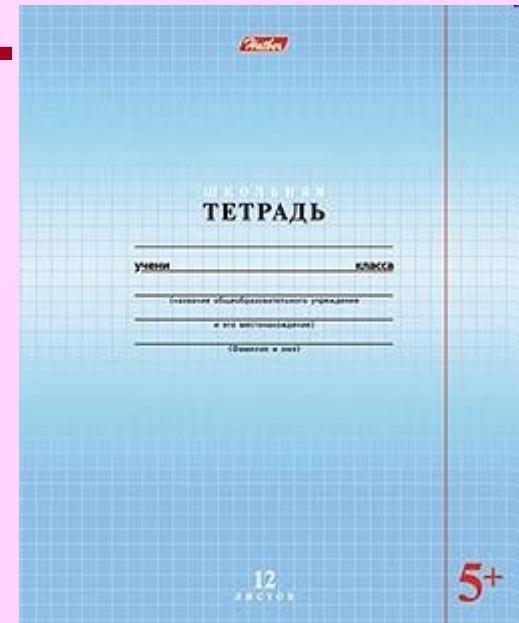 Hatber
ШКОЛЬНАЯ
ТЕТРАДЬ
учени класса
(название общеобразовательного учреждения
и его местонахождение)
(Фамилия и имя)
12
листов
5+